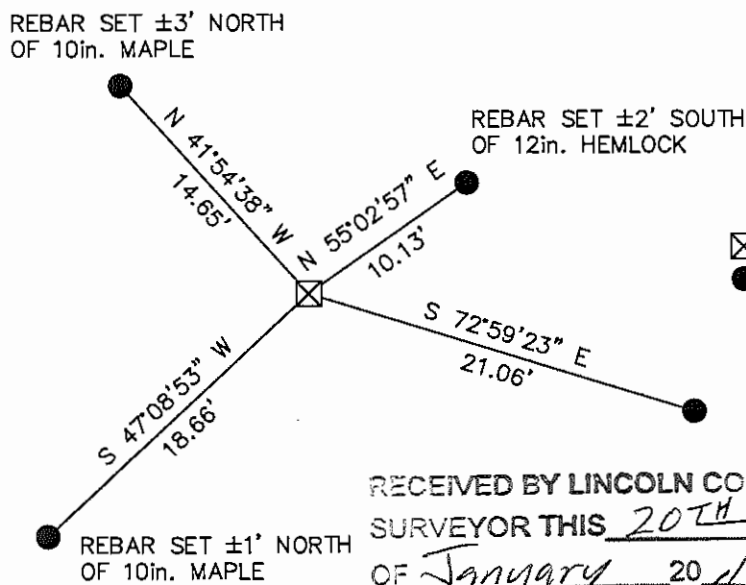 REBAR SET ±3' NORTH
OF 10in. MAPLE
REBAR SET ±2' SOUTH
OF 12in. HEMLOCK
N 41°54'38" W
14.65'
N 55°02'57" E
10.13'
S 72°59'23" E
21.06'
S 47°08'53" W
18.66'
REBAR SET ±1' NORTH
OF 10in. MAPLE
RECEIVED BY LINCOLN CO
SURVEYOR THIS 20TH
OF January 20